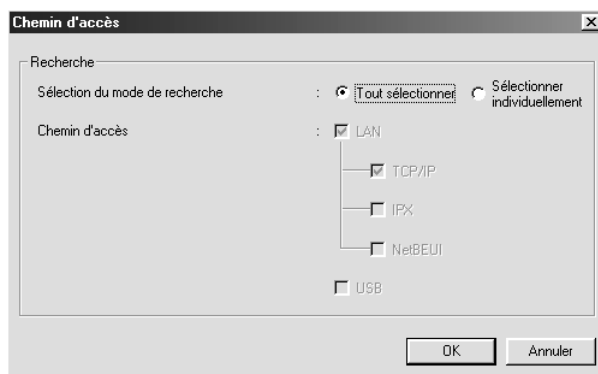 Chemin d'accès
Recherche
Sélection du mode de recherche : Tout sélectionner Sélectionner individuellement
Chemin d'accès : LAN
TCP/IP
IPX
NetBEUI
USB
OK Annuler